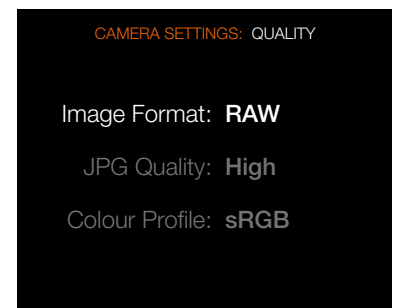 CAMERA SETTINGS: QUALITY
Image Format: RAW
JPG Quality: High
Colour Profile: sRGB